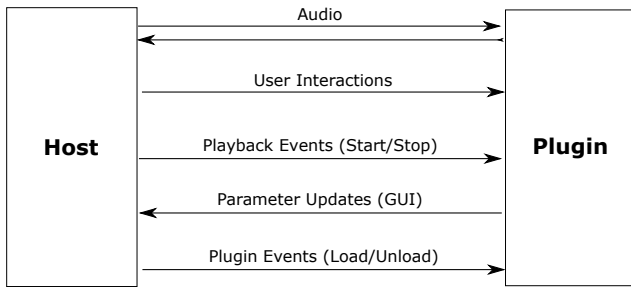 Audio
User Interactions
Host
Playback Events (Start/Stop)
Plugin
Parameter Updates (GUI)
Plugin Events (Load/Unload)